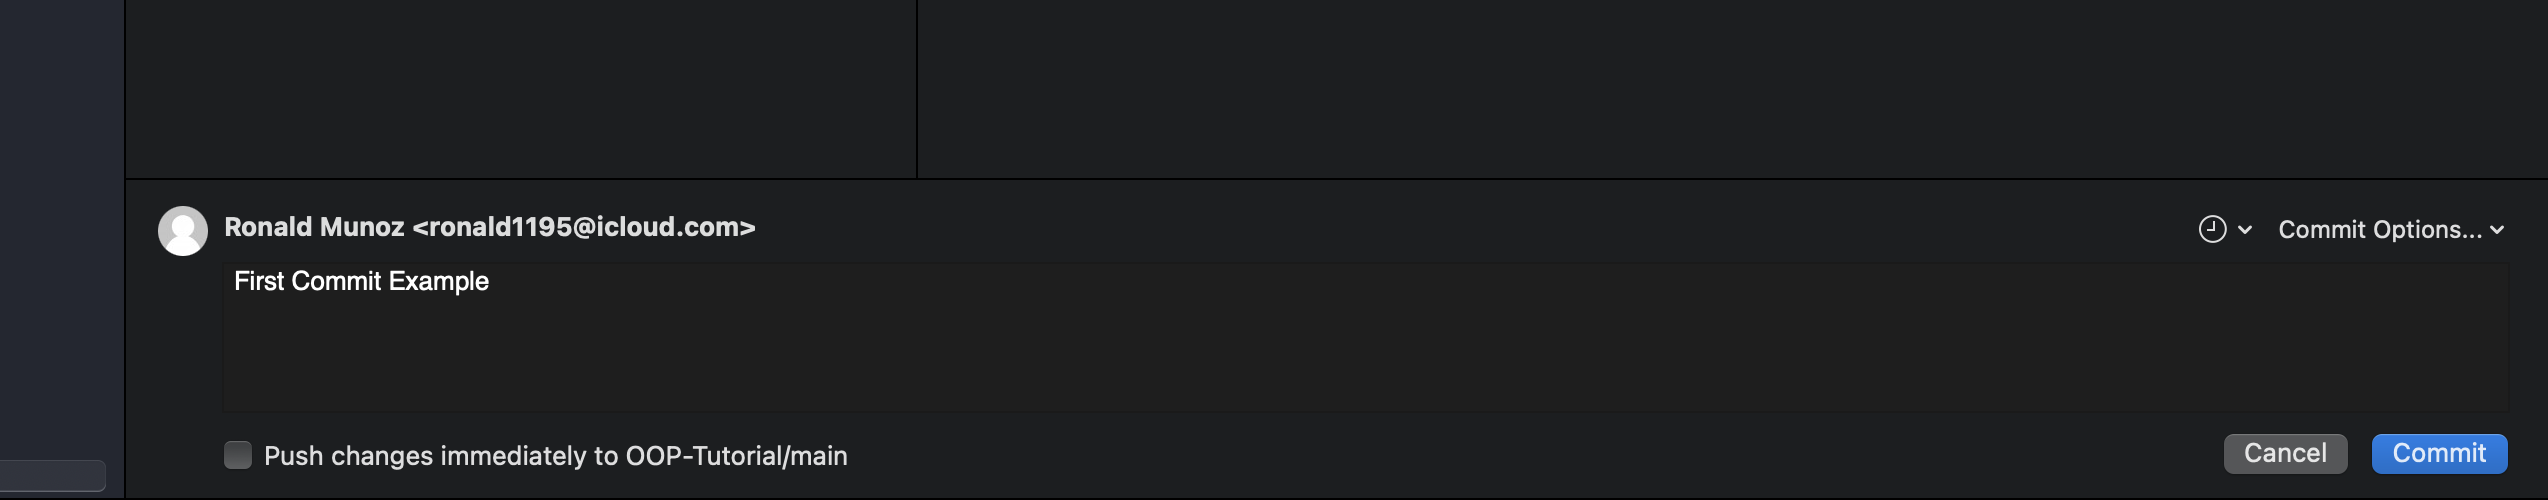 Ronald Munoz <ronald1195@icloud.com>
Commit Options...
First Commit Example
Push changes immediately to OOP-Tutorial/main
Cancel
Commit